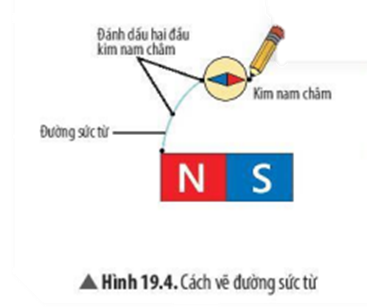 Đánh dấu hai đầu
kim nam châm
Kim nam châm
Đường sức từ
N S
▲ Hình 19.4. Cách vẽ đường sức từ